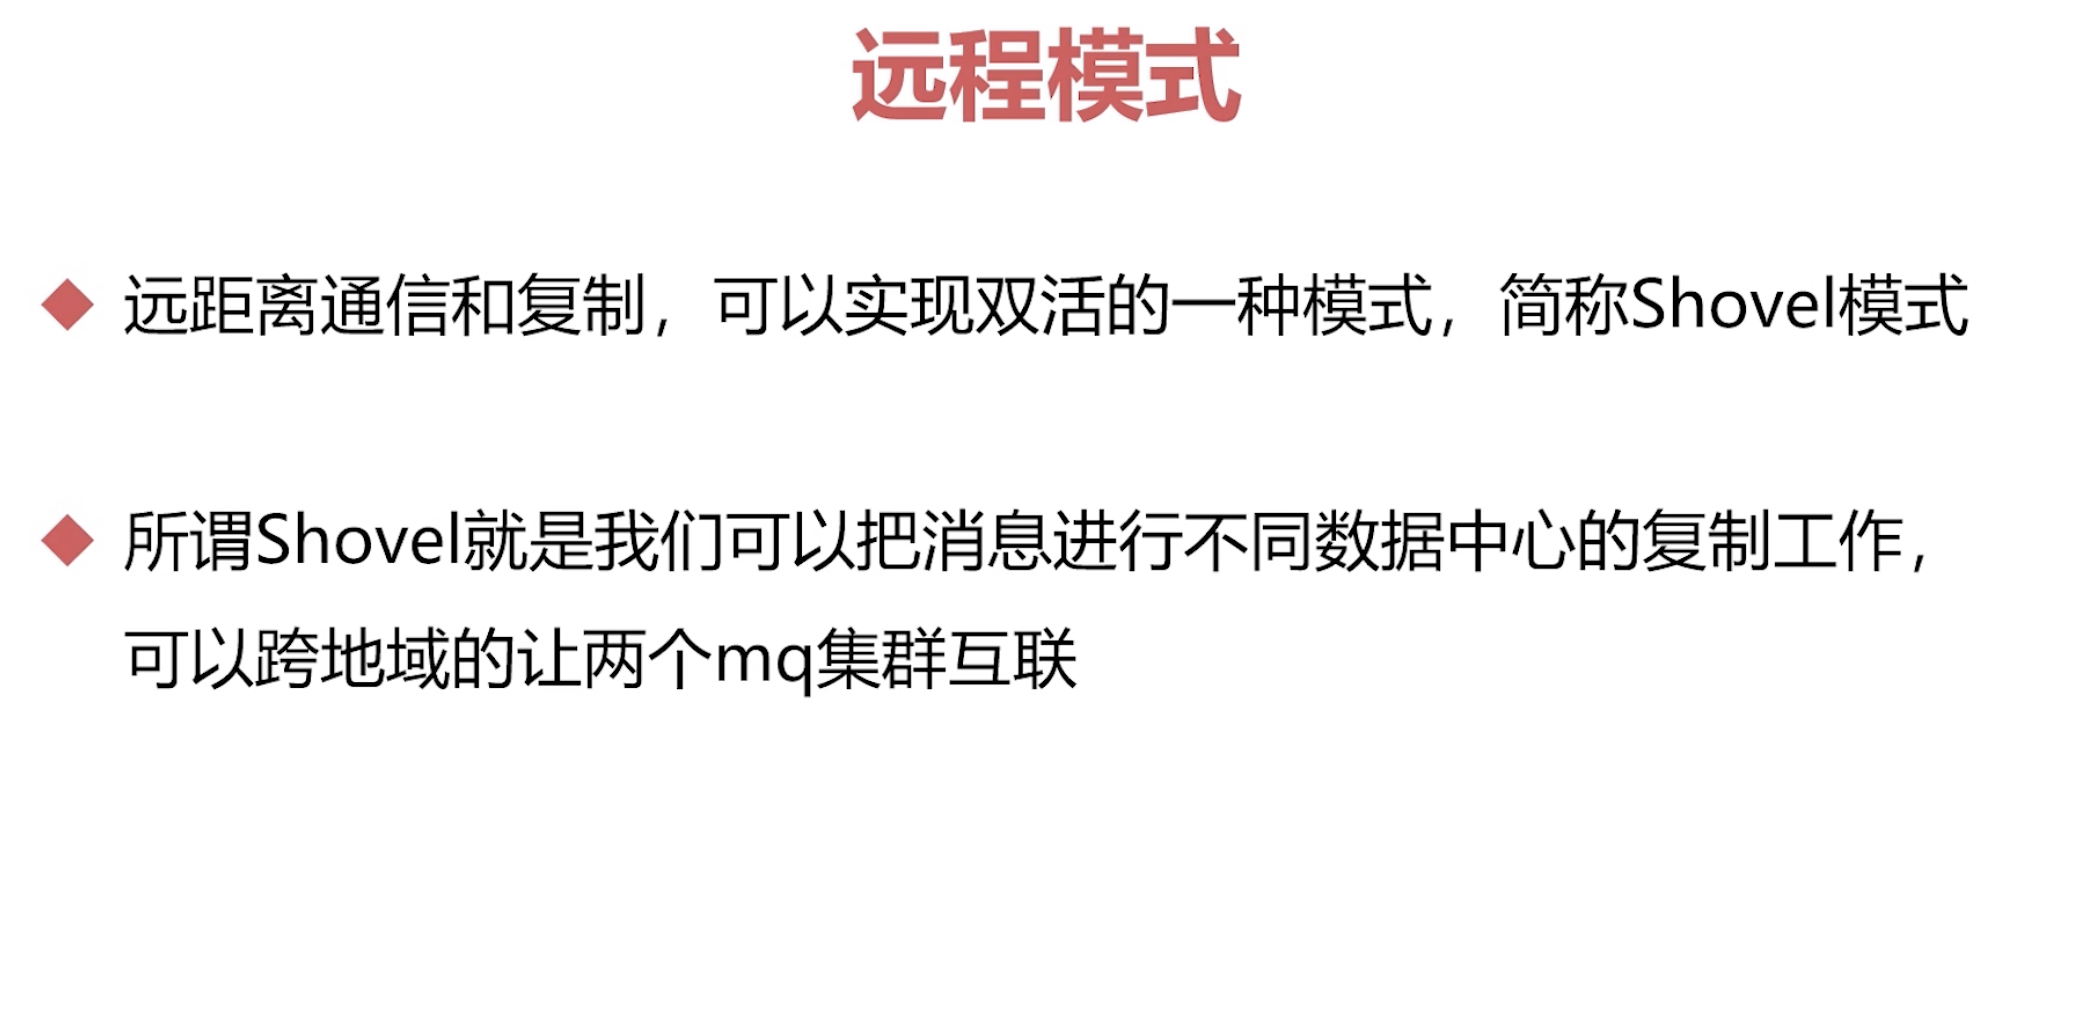 远程模式
远距离通信和复制，可以实现双活的一种模式，简称Shovel模式
所谓Shovel就是我们可以把消息进行不同数据中心的复制工作，
可以跨地域的让两个mq集群互联